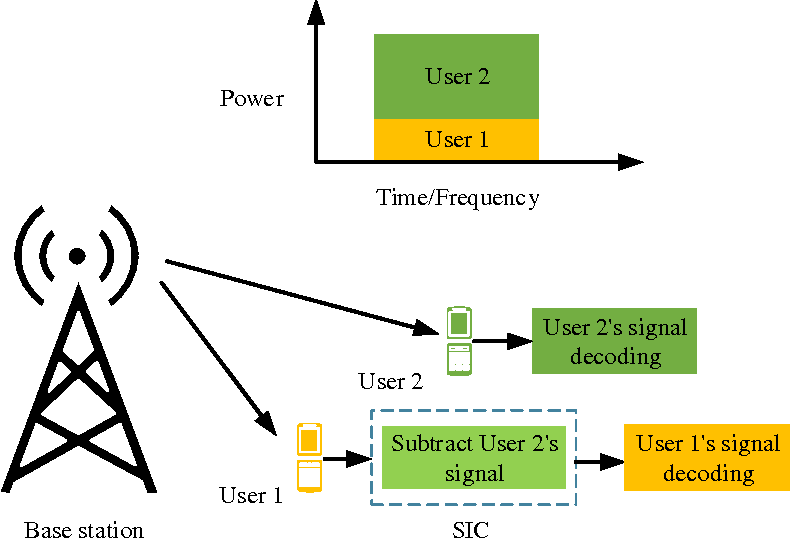 User 2
Power
User 1
Time/Frequency
User 2's signal
decoding
User 2
Subtract User 2's
signal
User 1's signal
decoding
User 1
Base station
SIC